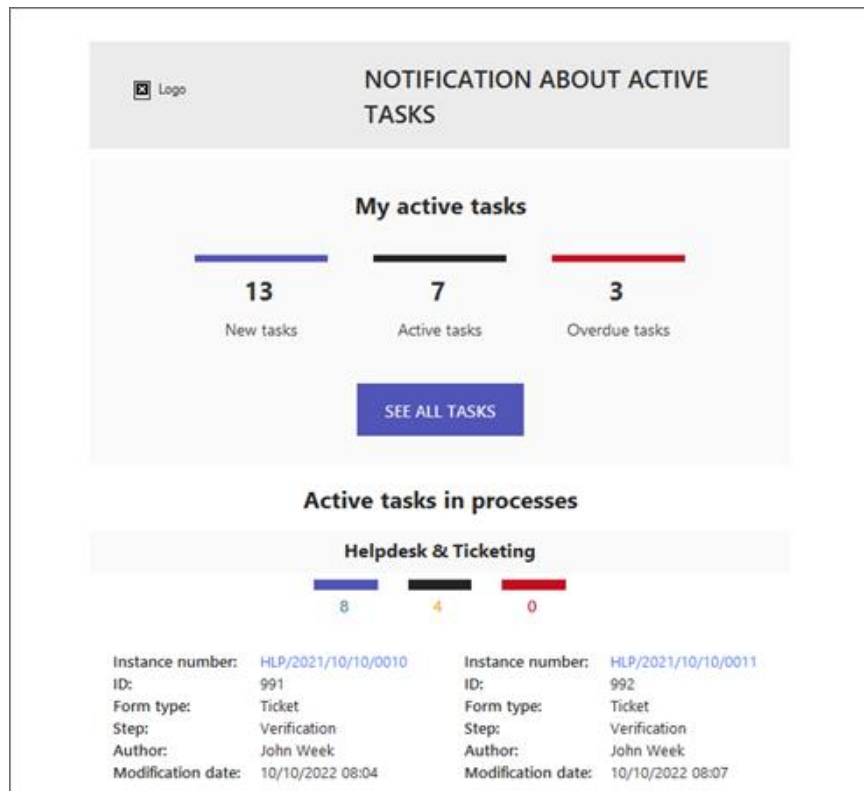 Logo
NOTIFICATION ABOUT ACTIVE
TASKS
My active tasks
13
New tasks
7
Active tasks
3
Overdue tasks
SEE ALL TASKS
Active tasks in processes
Helpdesk & Ticketing
8 4 0
Instance number: HLP/2021/10/10/0010
ID: 991
Form type: Ticket
Step: Verification
Author: John Week
Modification date: 10/10/2022 08:04
Instance number: HLP/2021/10/10/0011
ID: 992
Form type: Ticket
Step: Verification
Author: John Week
Modification date: 10/10/2022 08:07